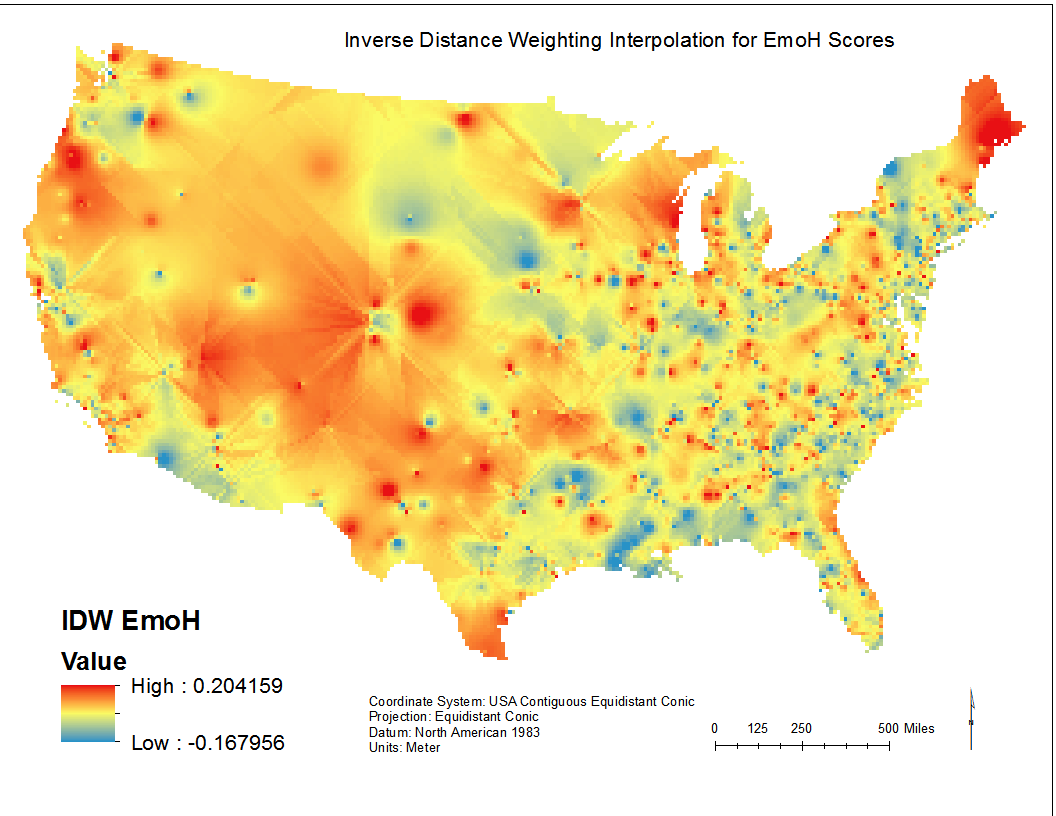 Inverse Distance Weighting Interpolation for EmoH Scores
IDW EmoH
Value
High : 0.204159
Low : -0.167956
Coordinate System: USA Contiguous Equidistant Conic
Projection: Equidistant Conic
Datum: North American 1983
Units: Meter
0 125 250 500 Miles
N